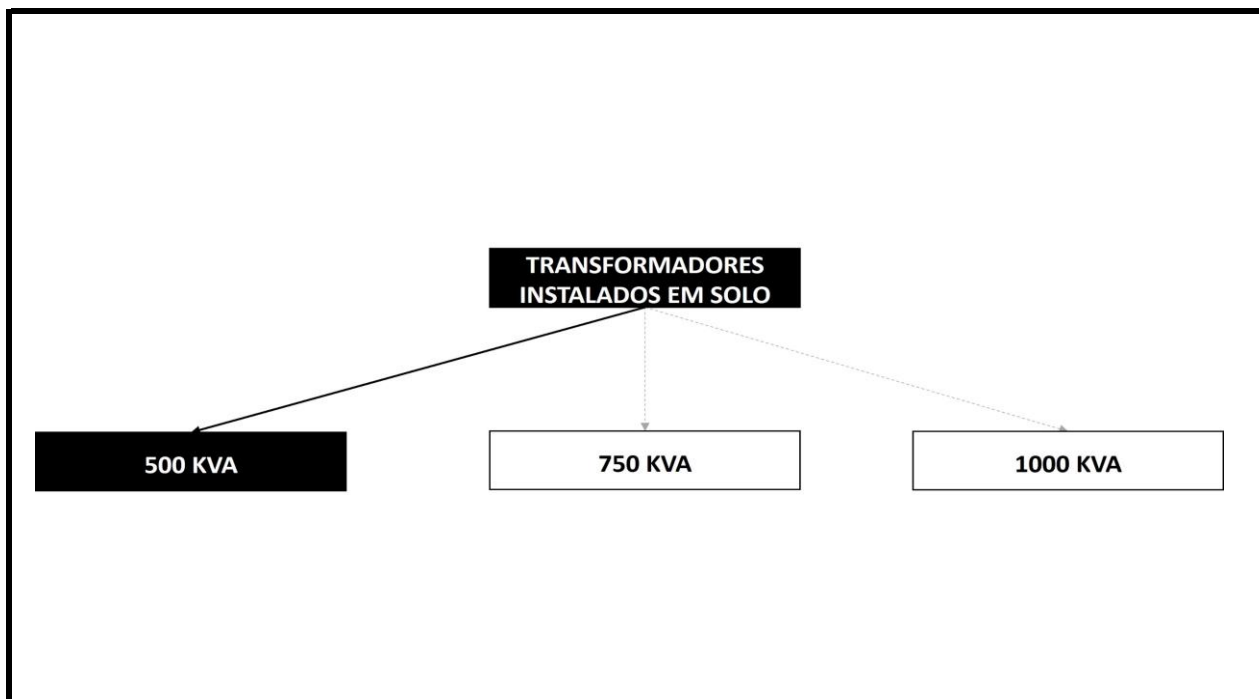 TRANSFORMADORES
INSTALADOS EM SOLO
500 KVA
750 KVA
1000 KVA